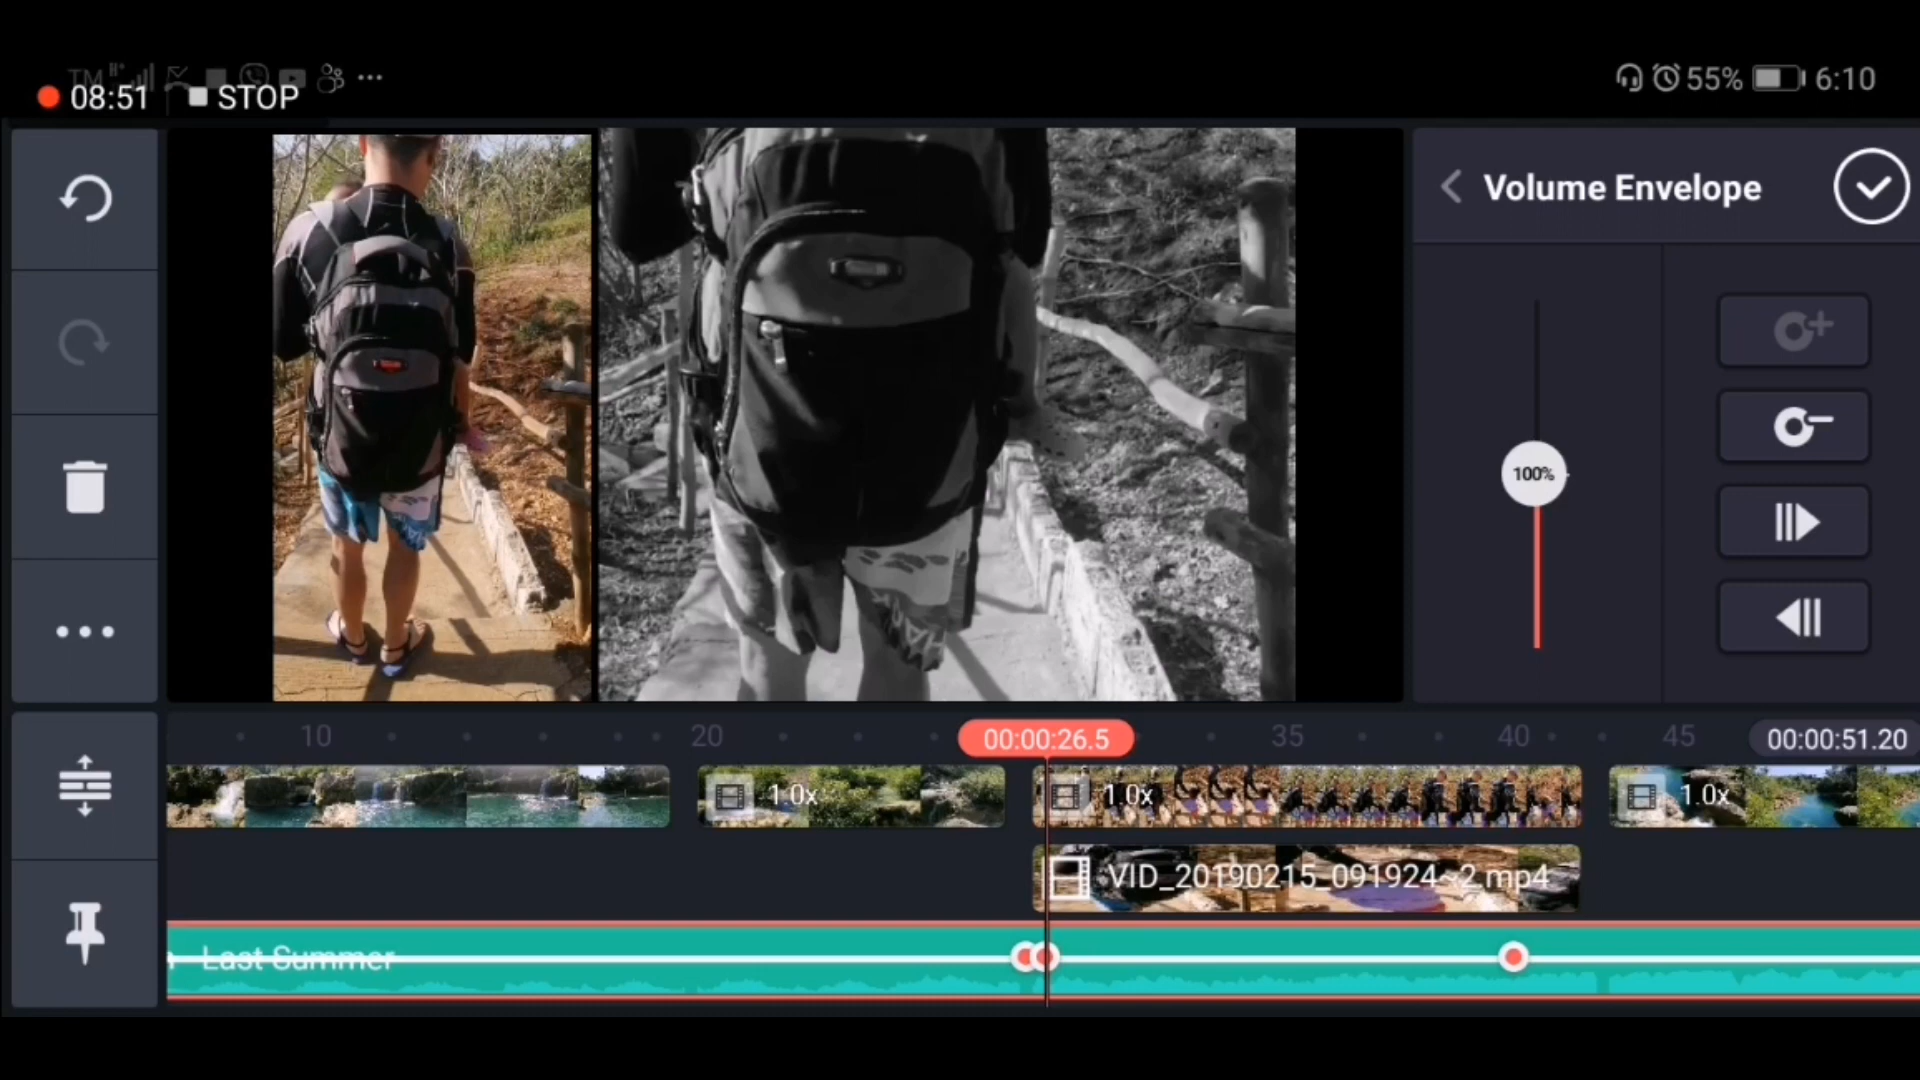 TM
08:51 STOP
55% 6:10
Volume Envelope
100%
10 20 00:00:26.5 35 40 45 00:00:51.20
1.0x 1.0x 1.0x
VID_20190215_091924~2.mp4
Last Summer